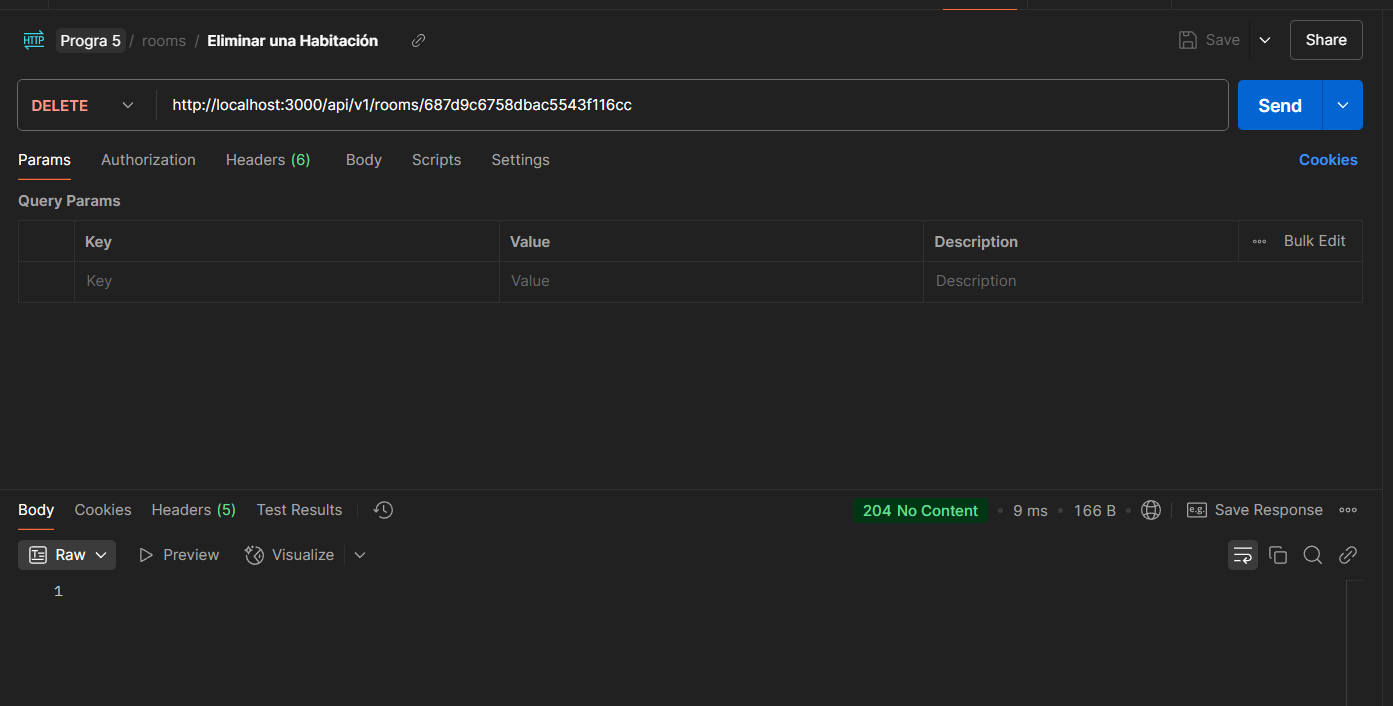 HTTP Progra 5 / rooms / Eliminar una Habitación Save Share
DELETE http://localhost:3000/api/v1/rooms/687d9c6758dbac5543f116cc Send
Params Authorization Headers (6) Body Scripts Settings Cookies
Query Params
Key Value Description Bulk Edit
Key Value Description
Body Cookies Headers (5) Test Results 204 No Content 9 ms 166 B e.g. Save Response
Raw Preview Visualize
1